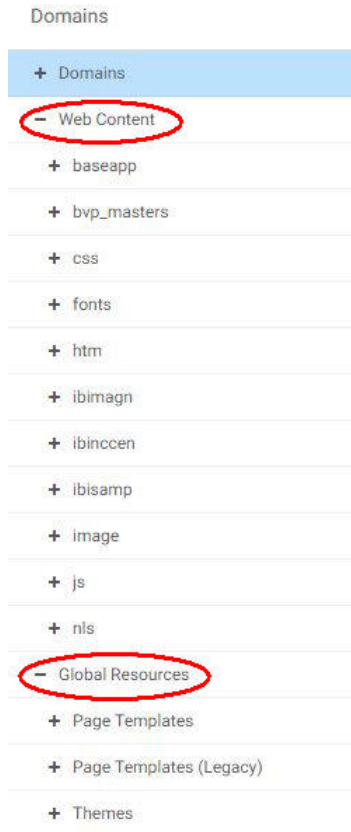 Domains
Domains
Web Content
baseapp
bvp_masters
css
fonts
htm
ibimagn
ibinccen
ibisamp
image
js
nls
Global Resources
Page Templates
Page Templates (Legacy)
Themes